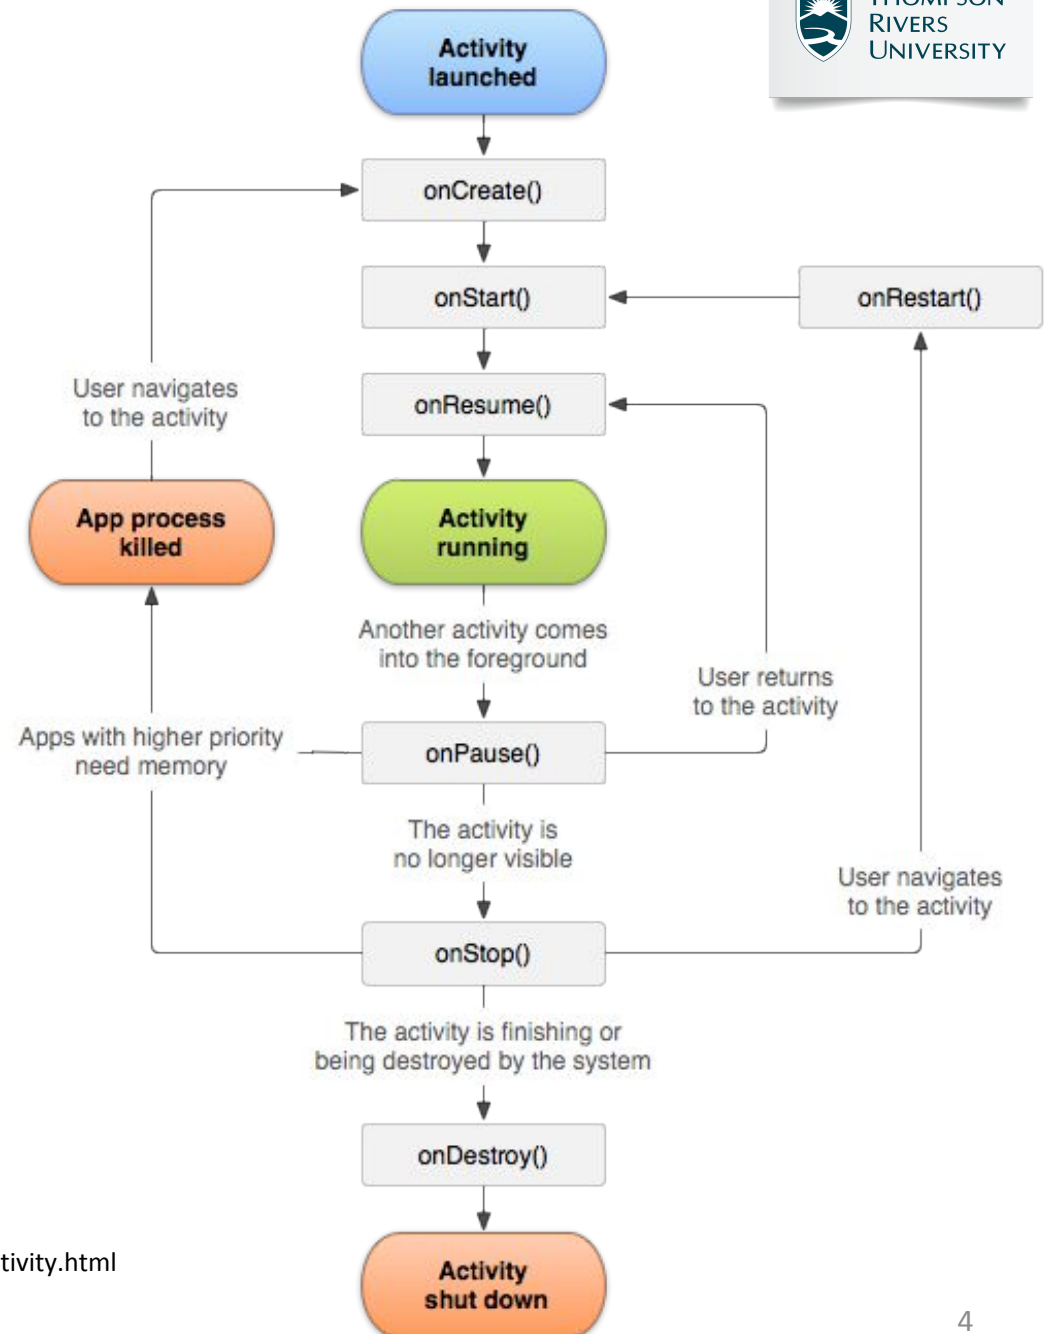 THOMPSON
RIVERS
UNIVERSITY
Activity
launched
onCreate()
onStart()
onRestart()
User navigates
to the activity
onResume()
App process
killed
Activity
running
Another activity comes
into the foreground
User returns
to the activity
Apps with higher priority
need memory
onPause()
The activity is
no longer visible
User navigates
to the activity
onStop()
The activity is finishing or
being destroyed by the system
onDestroy()
tivity.html
Activity
shut down
4